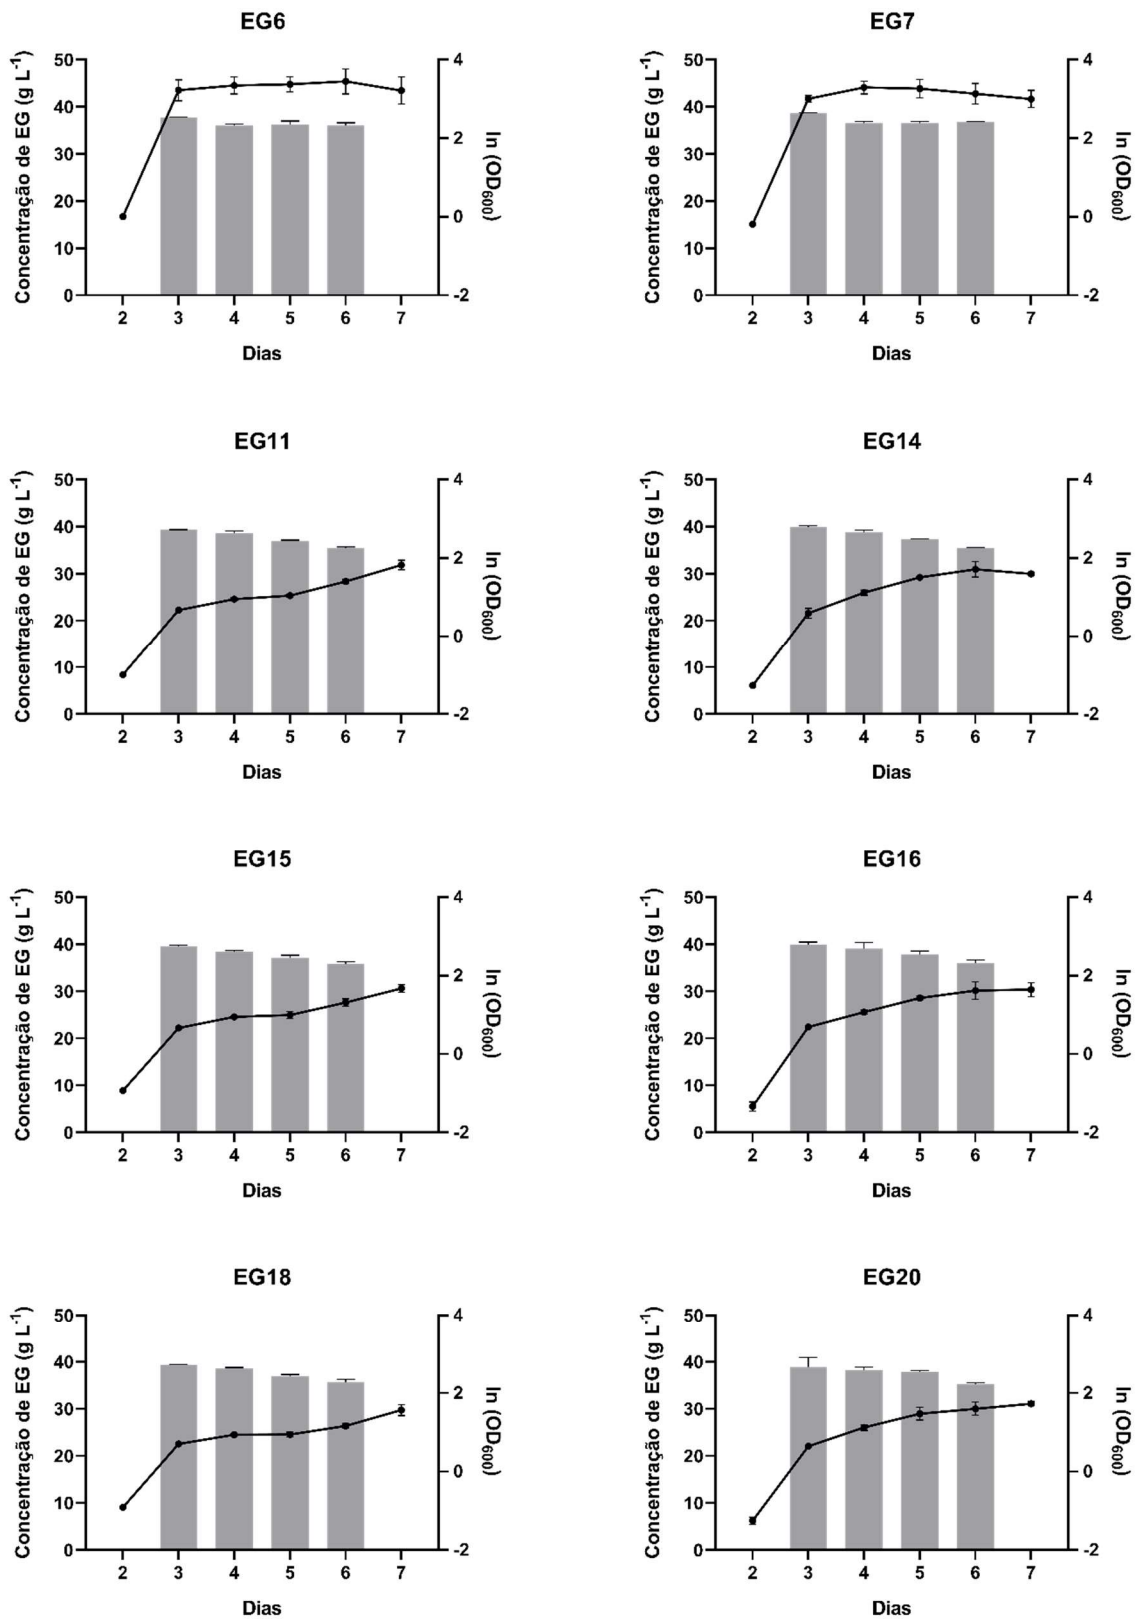 EG6
Concentração de EG (g L⁻¹)
50
40
30
20
10
0
4
2
0
-2
ln (OD₆₀₀)
2 3 4 5 6 7
Dias
EG7
Concentração de EG (g L⁻¹)
50
40
30
20
10
0
4
2
0
-2
ln (OD₆₀₀)
2 3 4 5 6 7
Dias
EG11
Concentração de EG (g L⁻¹)
50
40
30
20
10
0
4
2
0
-2
ln (OD₆₀₀)
2 3 4 5 6 7
Dias
EG14
Concentração de EG (g L⁻¹)
50
40
30
20
10
0
4
2
0
-2
ln (OD₆₀₀)
2 3 4 5 6 7
Dias
EG15
Concentração de EG (g L⁻¹)
50
40
30
20
10
0
4
2
0
-2
ln (OD₆₀₀)
2 3 4 5 6 7
Dias
EG16
Concentração de EG (g L⁻¹)
50
40
30
20
10
0
4
2
0
-2
ln (OD₆₀₀)
2 3 4 5 6 7
Dias
EG18
Concentração de EG (g L⁻¹)
50
40
30
20
10
0
4
2
0
-2
ln (OD₆₀₀)
2 3 4 5 6 7
Dias
EG20
Concentração de EG (g L⁻¹)
50
40
30
20
10
0
4
2
0
-2
ln (OD₆₀₀)
2 3 4 5 6 7
Dias